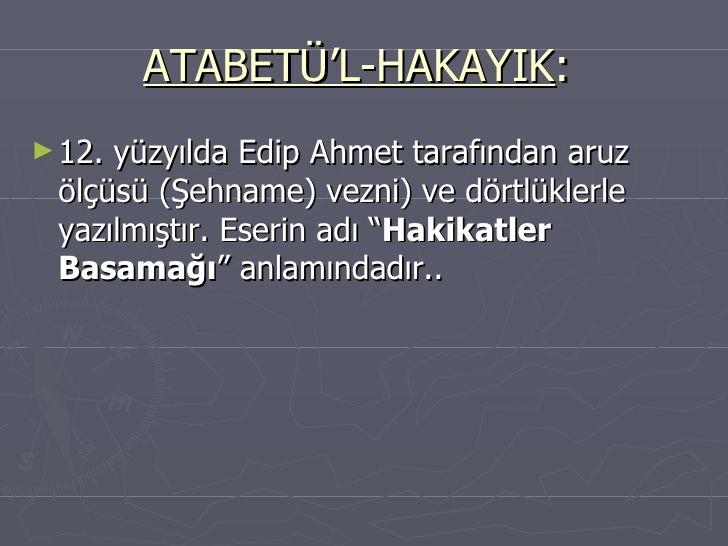 ATABETÜ’L-HAKAYIK:
►12. yüzyılda Edip Ahmet tarafından aruz
ölçüsü (Şehname) vezni) ve dörtlüklerle
yazılmıştır. Eserin adı “Hakikatler
Basamağı” anlamındadır..
N
m
S